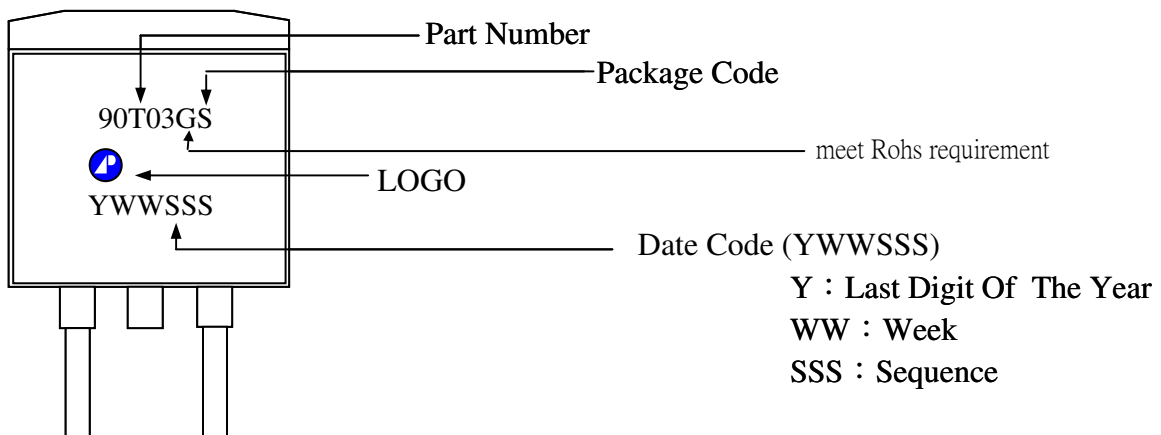 Part Number
Package Code
90T03GS
meet Rohs requirement
LOGO
YWWSSS
Date Code (YWWSSS)
Y：Last Digit Of The Year
WW：Week
SSS：Sequence